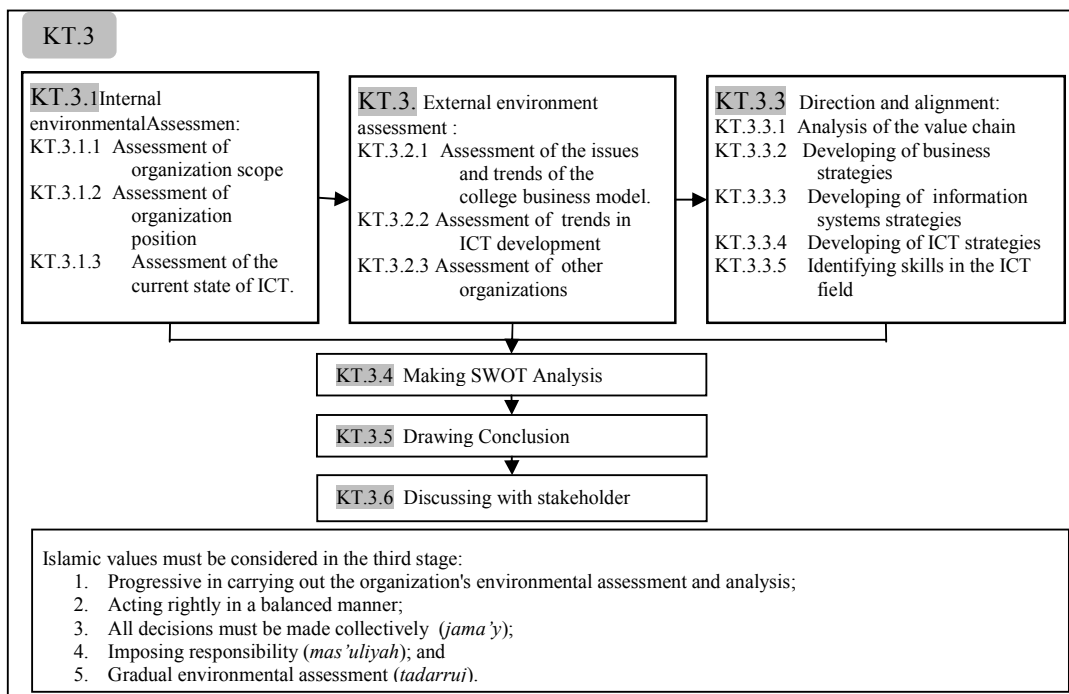 KT.3
KT.3.1Internal
environmentalAssessmen:
KT.3.1.1 Assessment of
organization scope
KT.3.1.2 Assessment of
organization
position
KT.3.1.3 Assessment of the
current state of ICT.
KT.3. External environment
assessment :
KT.3.2.1 Assessment of the issues
and trends of the
college business model.
KT.3.2.2 Assessment of trends in
ICT development
KT.3.2.3 Assessment of other
organizations
KT.3.3 Direction and alignment:
KT.3.3.1 Analysis of the value chain
KT.3.3.2 Developing of business
strategies
KT.3.3.3 Developing of information
systems strategies
KT.3.3.4 Developing of ICT strategies
KT.3.3.5 Identifying skills in the ICT
field
KT.3.4 Making SWOT Analysis
KT.3.5 Drawing Conclusion
KT.3.6 Discussing with stakeholder
Islamic values must be considered in the third stage:
1. Progressive in carrying out the organization's environmental assessment and analysis;
2. Acting rightly in a balanced manner;
3. All decisions must be made collectively (jama’y);
4. Imposing responsibility (mas’uliyah); and
5. Gradual environmental assessment (tadarruj).